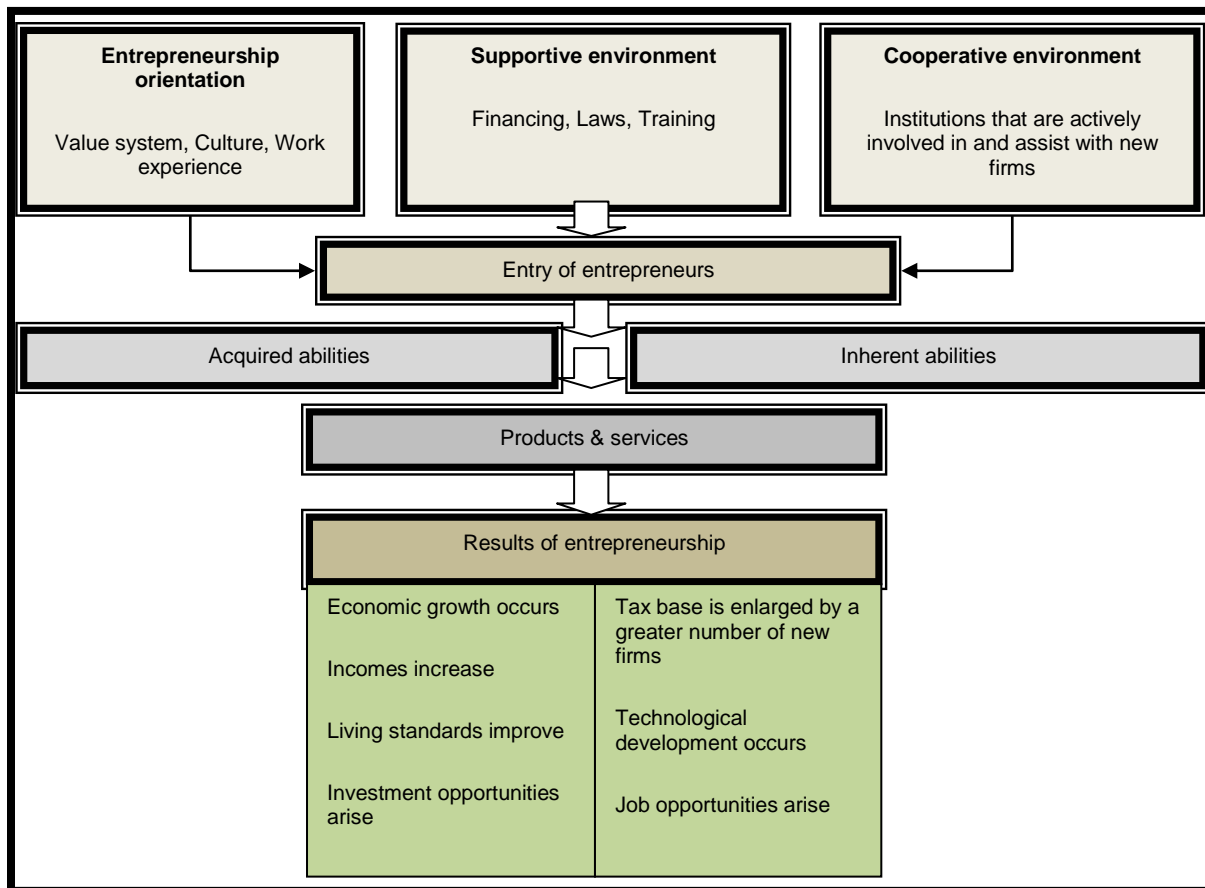 Entrepreneurship
orientation
Value system, Culture, Work
experience
Supportive environment
Financing, Laws, Training
Cooperative environment
Institutions that are actively
involved in and assist with new
firms
Entry of entrepreneurs
Acquired abilities
Inherent abilities
Products & services
Results of entrepreneurship
Economic growth occurs
Incomes increase
Living standards improve
Investment opportunities
arise
Tax base is enlarged by a
greater number of new
firms
Technological
development occurs
Job opportunities arise